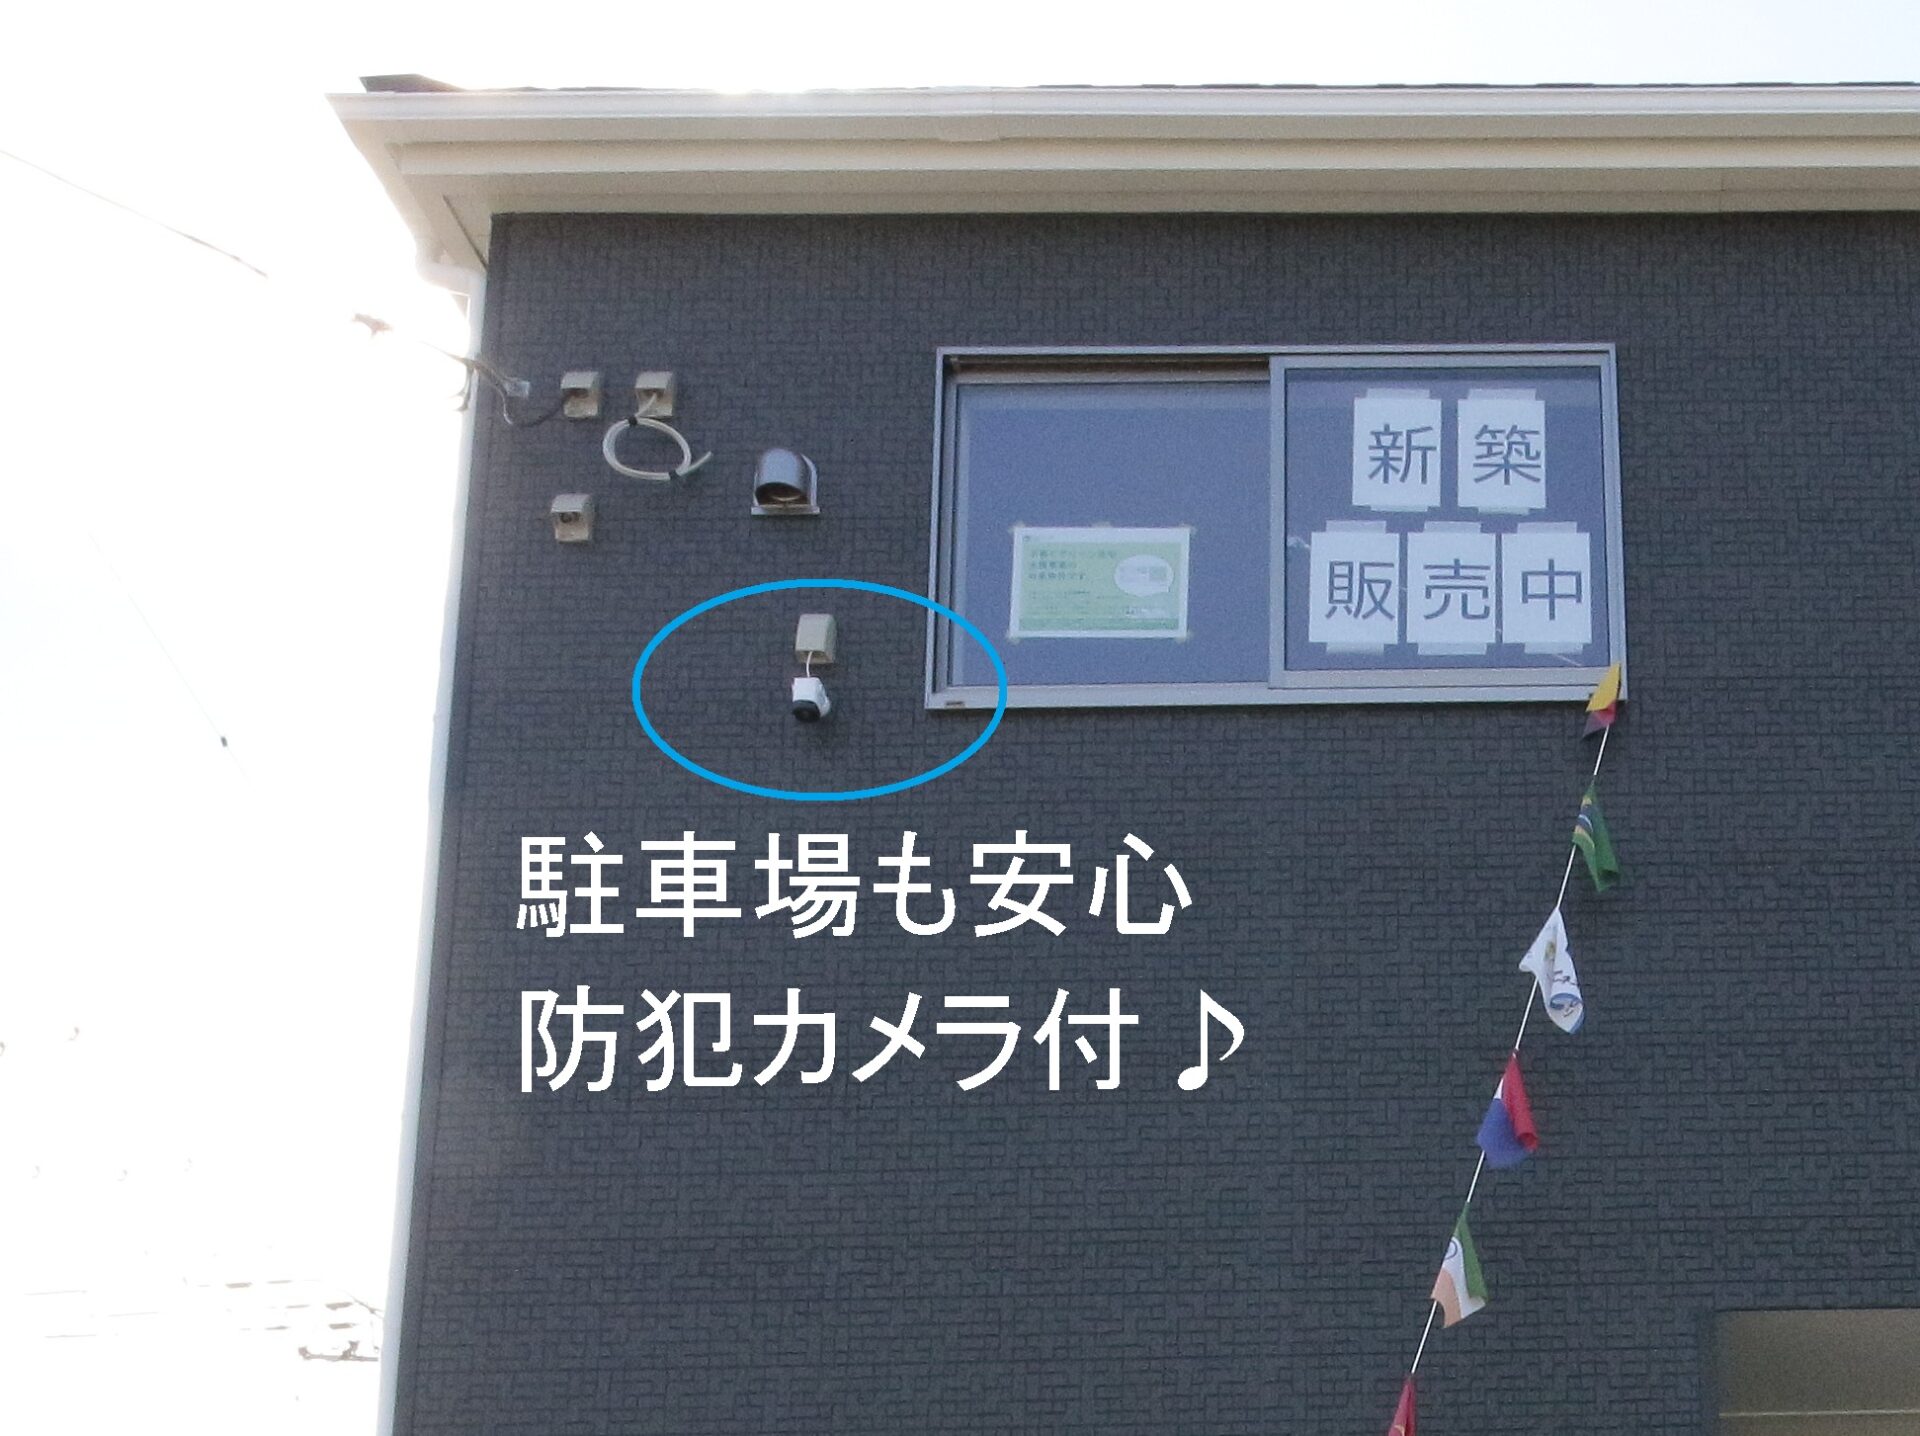 新築
販売中
駐車場も安心
防犯カメラ付♪